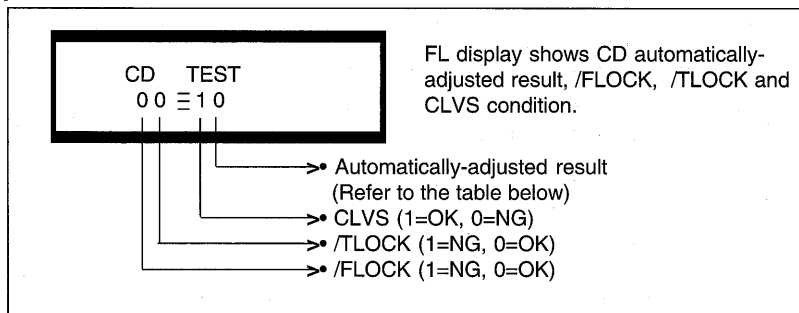 CD TEST
0 0 ☰ 1 0
FL display shows CD automatically-
adjusted result, /FLOCK, /TLOCK and
CLVS condition.
• Automatically-adjusted result
(Refer to the table below)
• CLVS (1=OK, 0=NG)
• /TLOCK (1=NG, 0=OK)
• /FLOCK (1=NG, 0=OK)